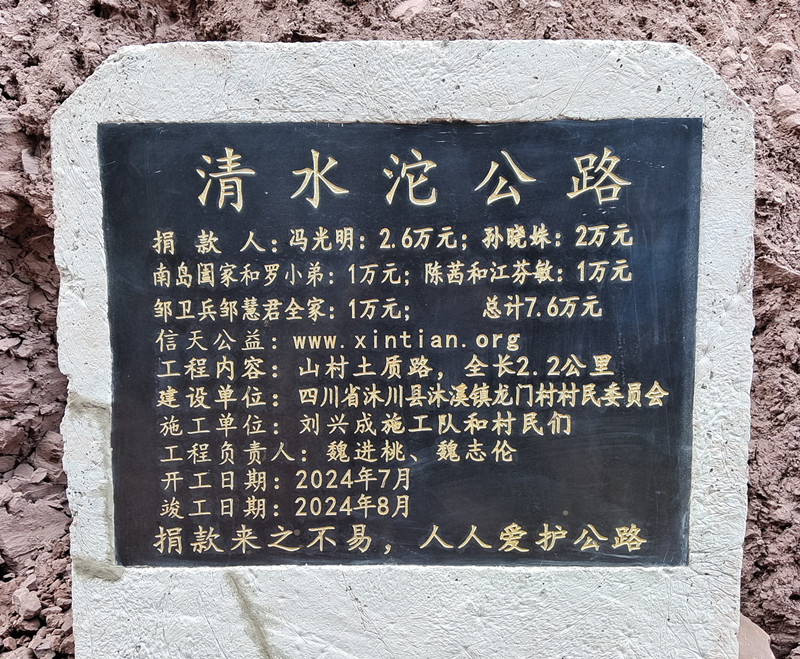 清水沱公路
捐款人：冯光明：2.6万元；孙晓姝：2万元
南岛阖家和罗小弟：1万元；陈茜和江芬敏：1万元
邹卫兵邹慧君全家：1万元；总计7.6万元
信天公益：www.xintian.org
工程内容：山村土质路，全长2.2公里
建设单位：四川省沐川县沐溪镇龙门村村民委员会
施工单位：刘兴成施工队和村民们
工程负责人：魏进桃、魏志伦
开工日期：2024年7月
竣工日期：2024年8月
捐款来之不易，人人爱护公路